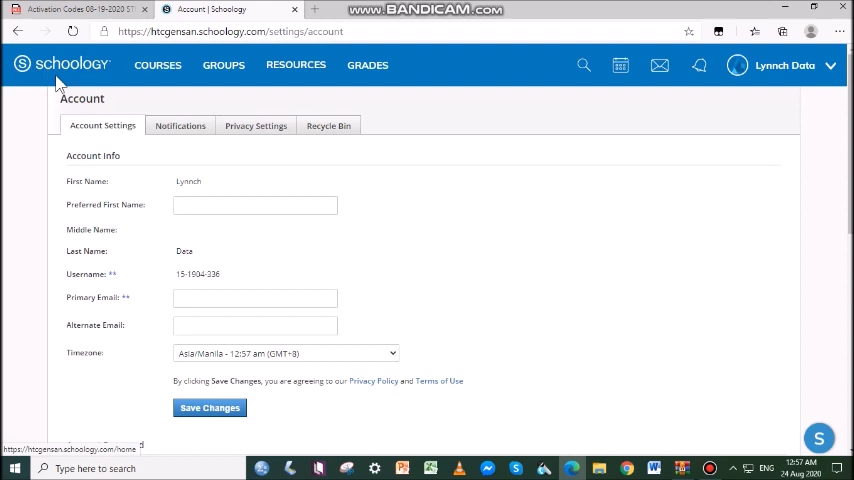 www.BANDICAM.com
Activation Codes 08-19-2020 ST
Account | Schoology
https://htcgensan.schoology.com/settings/account
S schoology
COURSES
GROUPS
RESOURCES
GRADES
Lynnch Data
Account
Account Settings
Notifications
Privacy Settings
Recycle Bin
Account Info
First Name: Lynnch
Preferred First Name:
Middle Name:
Last Name: Data
Username: ** 15-1904-336
Primary Email: **
Alternate Email:
Timezone: Asia/Manila - 12:57 am (GMT+8)
By clicking Save Changes, you are agreeing to our Privacy Policy and Terms of Use
Save Changes
S
https://htcgensan.schoology.com/home
Type here to search
ENG
12:57 AM
24 Aug 2020